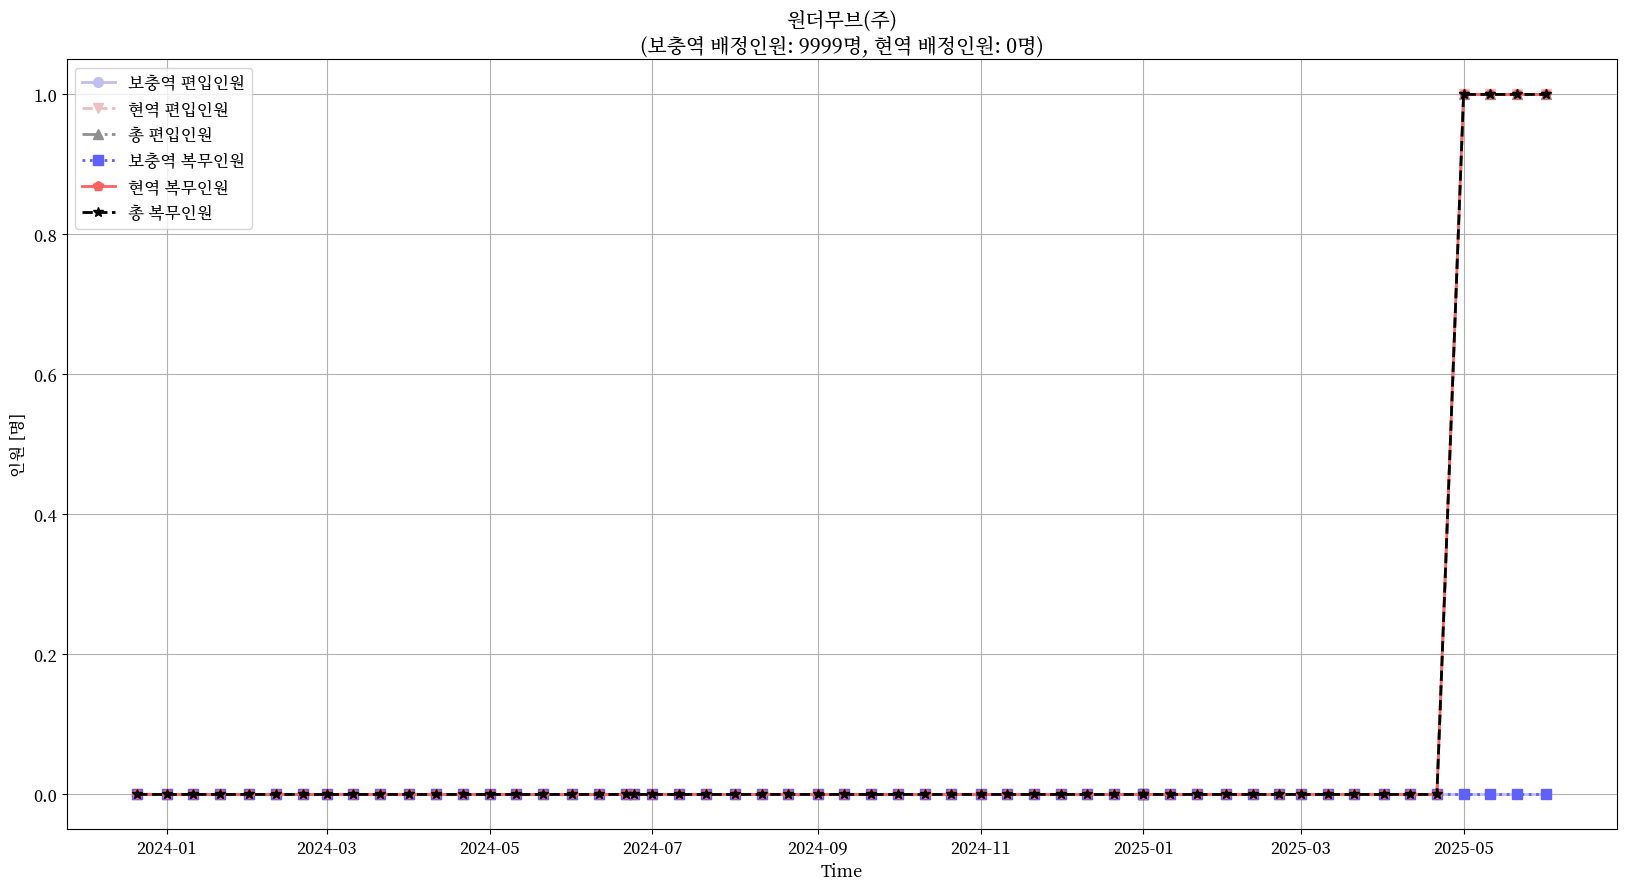 원더무브(주)
(보충역 배정인원: 9999명, 현역 배정인원: 0명)
보충역 편입인원
현역 편입인원
총 편입인원
보충역 복무인원
현역 복무인원
총 복무인원
1.0
0.8
0.6
0.4
0.2
0.0
인원 [명]
2024-01
2024-03
2024-05
2024-07
2024-09
2024-11
2025-01
2025-03
2025-05
Time